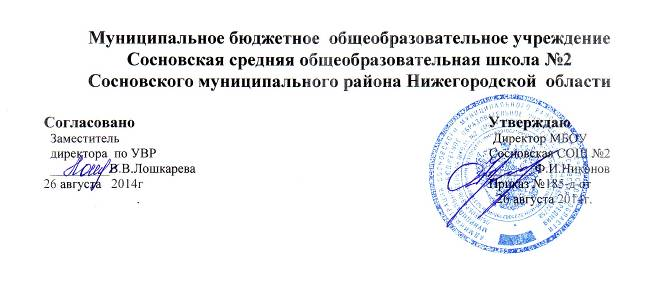 Муниципальное бюджетное общеобразовательное учреждение
Сосновская средняя общеобразовательная школа №2
Сосновского муниципального района Нижегородской области
Согласовано
Заместитель
директора по УВР
В.В.Лошкарева
26 августа 2014г
Утверждаю
Директор МБОУ
Сосновская СОШ №2
Ф.И.Никонов
Приказ №185-д от
26 августа 2014г.